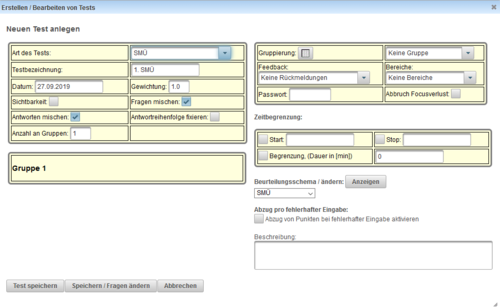 Erstellen / Bearbeiten von Tests
Neuen Test anlegen
Art des Tests: SMÜ
Testbezeichnung: 1. SMÜ
Datum: 27.09.2019 Gewichtung: 1.0
Sichtbarkeit Fragen mischen:
Antworten mischen: Antwortreihenfolge fixieren:
Anzahl an Gruppen: 1
Gruppe 1
Gruppierung: Keine Gruppe
Feedback: Bereiche:
Keine Rückmeldungen Keine Bereiche
Passwort Abbruch Focusverlust
Zeitbegrenzung:
Start: Stop:
Begrenzung, (Dauer in [min]) 0
Beurteilungsschema / ändern: Anzeigen
SMÜ
Abzug pro fehlerhafter Eingabe:
Abzug von Punkten bei fehlerhafter Eingabe aktivieren
Beschreibung:
Test speichern Speichern / Fragen ändern Abbrechen